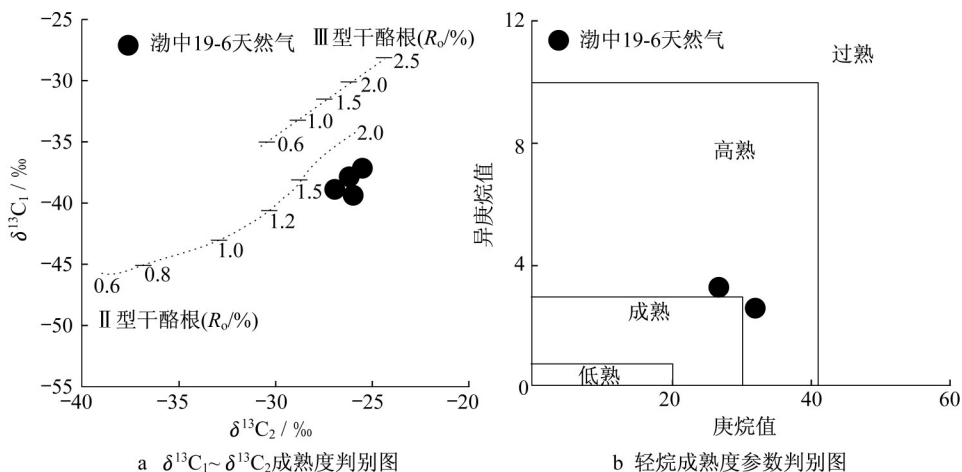 −25
渤中19-6天然气
Ⅲ型干酪根(Ro/%)
2.5
−30
2.0
1.5
1.0
−35
0.6
2.0
1.5
−40
1.2
1.0
−45
0.8
0.6
−50
Ⅱ型干酪根(Ro/%)
−55
−40
−35
−30
−25
−20
δ¹³C₁ / ‰
δ¹³C₂ / ‰
a δ¹³C₁~ δ¹³C₂成熟度判别图
12
渤中19-6天然气
过熟
8
高熟
4
成熟
低熟
0
20
30
40
60
异庚烷值
庚烷值
b 轻烷成熟度参数判别图